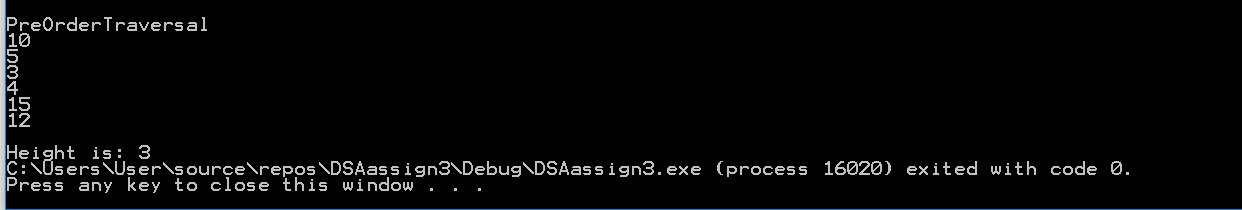 PreOrderTraversal
10
5
3
4
15
12
Height is: 3
C:\Users\User\source\repos\DSAassign3\Debug\DSAassign3.exe (process 16020) exited with code 0.
Press any key to close this window . . .